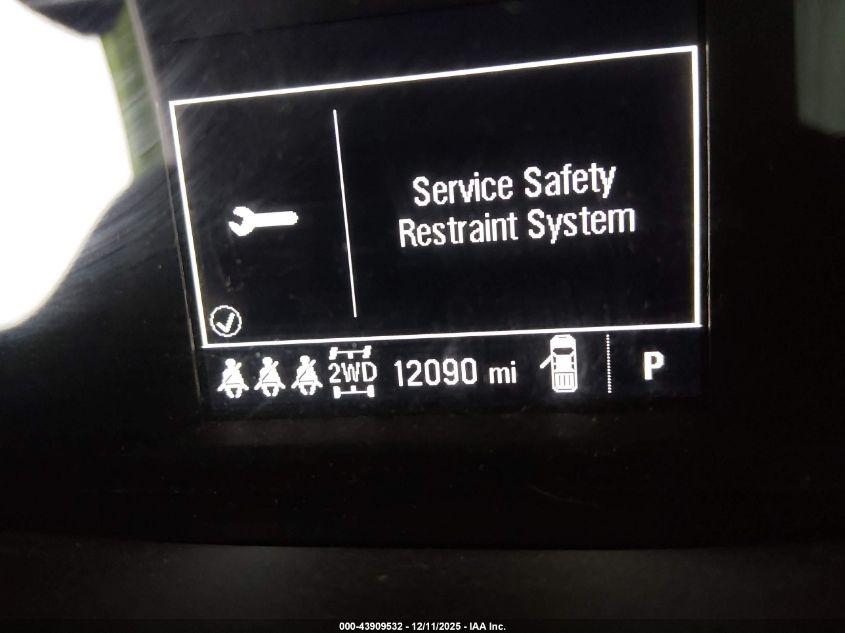 Service Safety
Restraint System
2WD 12090 mi P
000-43909532 - 12/11/2025 - IAA Inc.